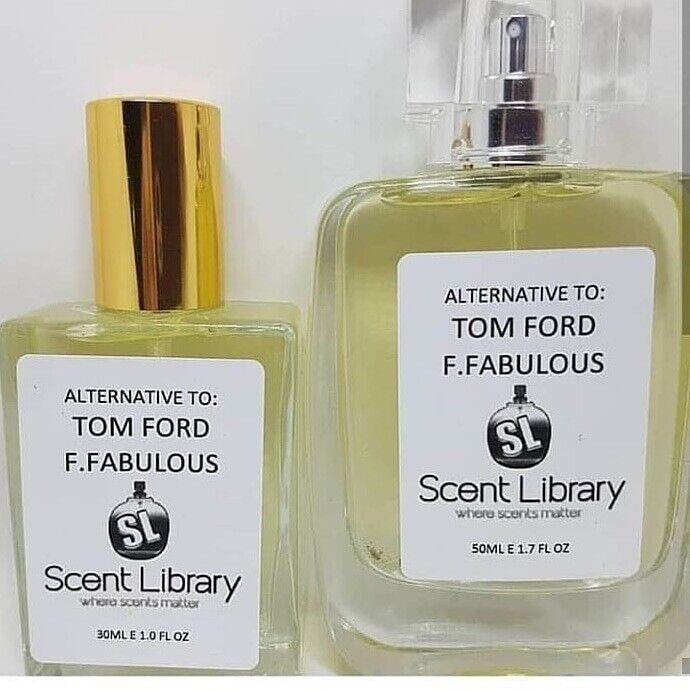 ALTERNATIVE TO:
TOM FORD
F.FABULOUS
SL
Scent Library
where scents matter
30ML E 1.0 FL OZ
ALTERNATIVE TO:
TOM FORD
F.FABULOUS
SL
Scent Library
where scents matter
50ML E 1.7 FL OZ